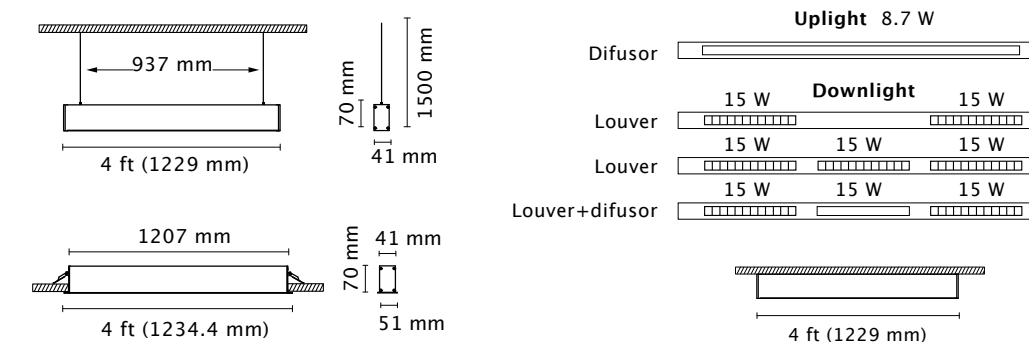 937 mm
70 mm
1500 mm
4 ft (1229 mm)
41 mm
1207 mm
41 mm
70 mm
4 ft (1234.4 mm)
51 mm
Uplight 8.7 W
Difusor
Downlight
15 W 15 W
Louver
15 W 15 W 15 W
Louver
15 W 15 W 15 W
Louver+difusor
4 ft (1229 mm)